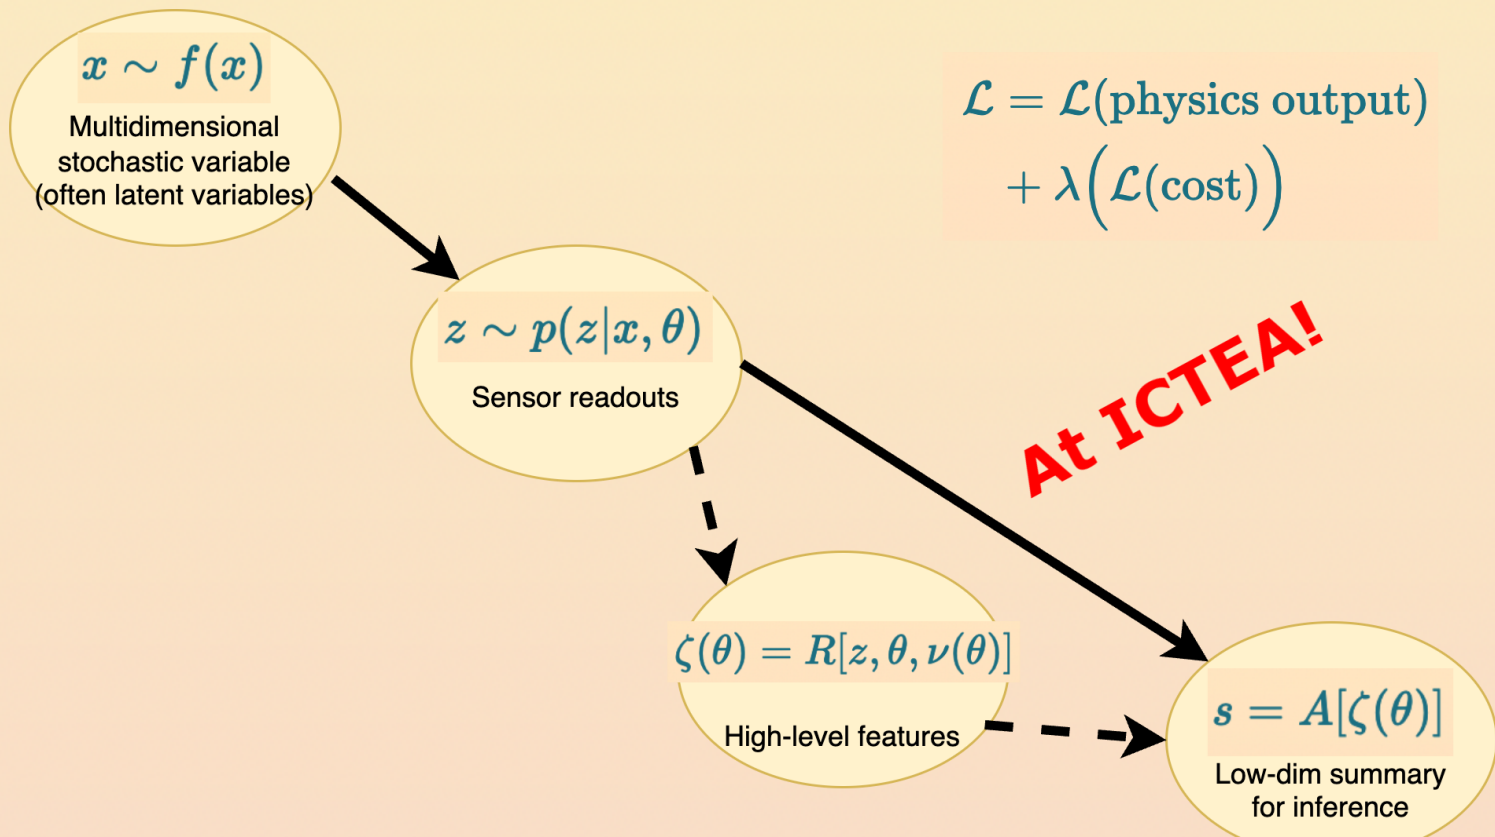 x ∼ f(x)
Multidimensional
stochastic variable
(often latent variables)
ℒ = ℒ(physics output)
+ λ(ℒ(cost))
z ∼ p(z|x, θ)
Sensor readouts
At ICTEA!
ζ(θ) = R[z, θ, ν(θ)]
High-level features
s = A[ζ(θ)]
Low-dim summary
for inference